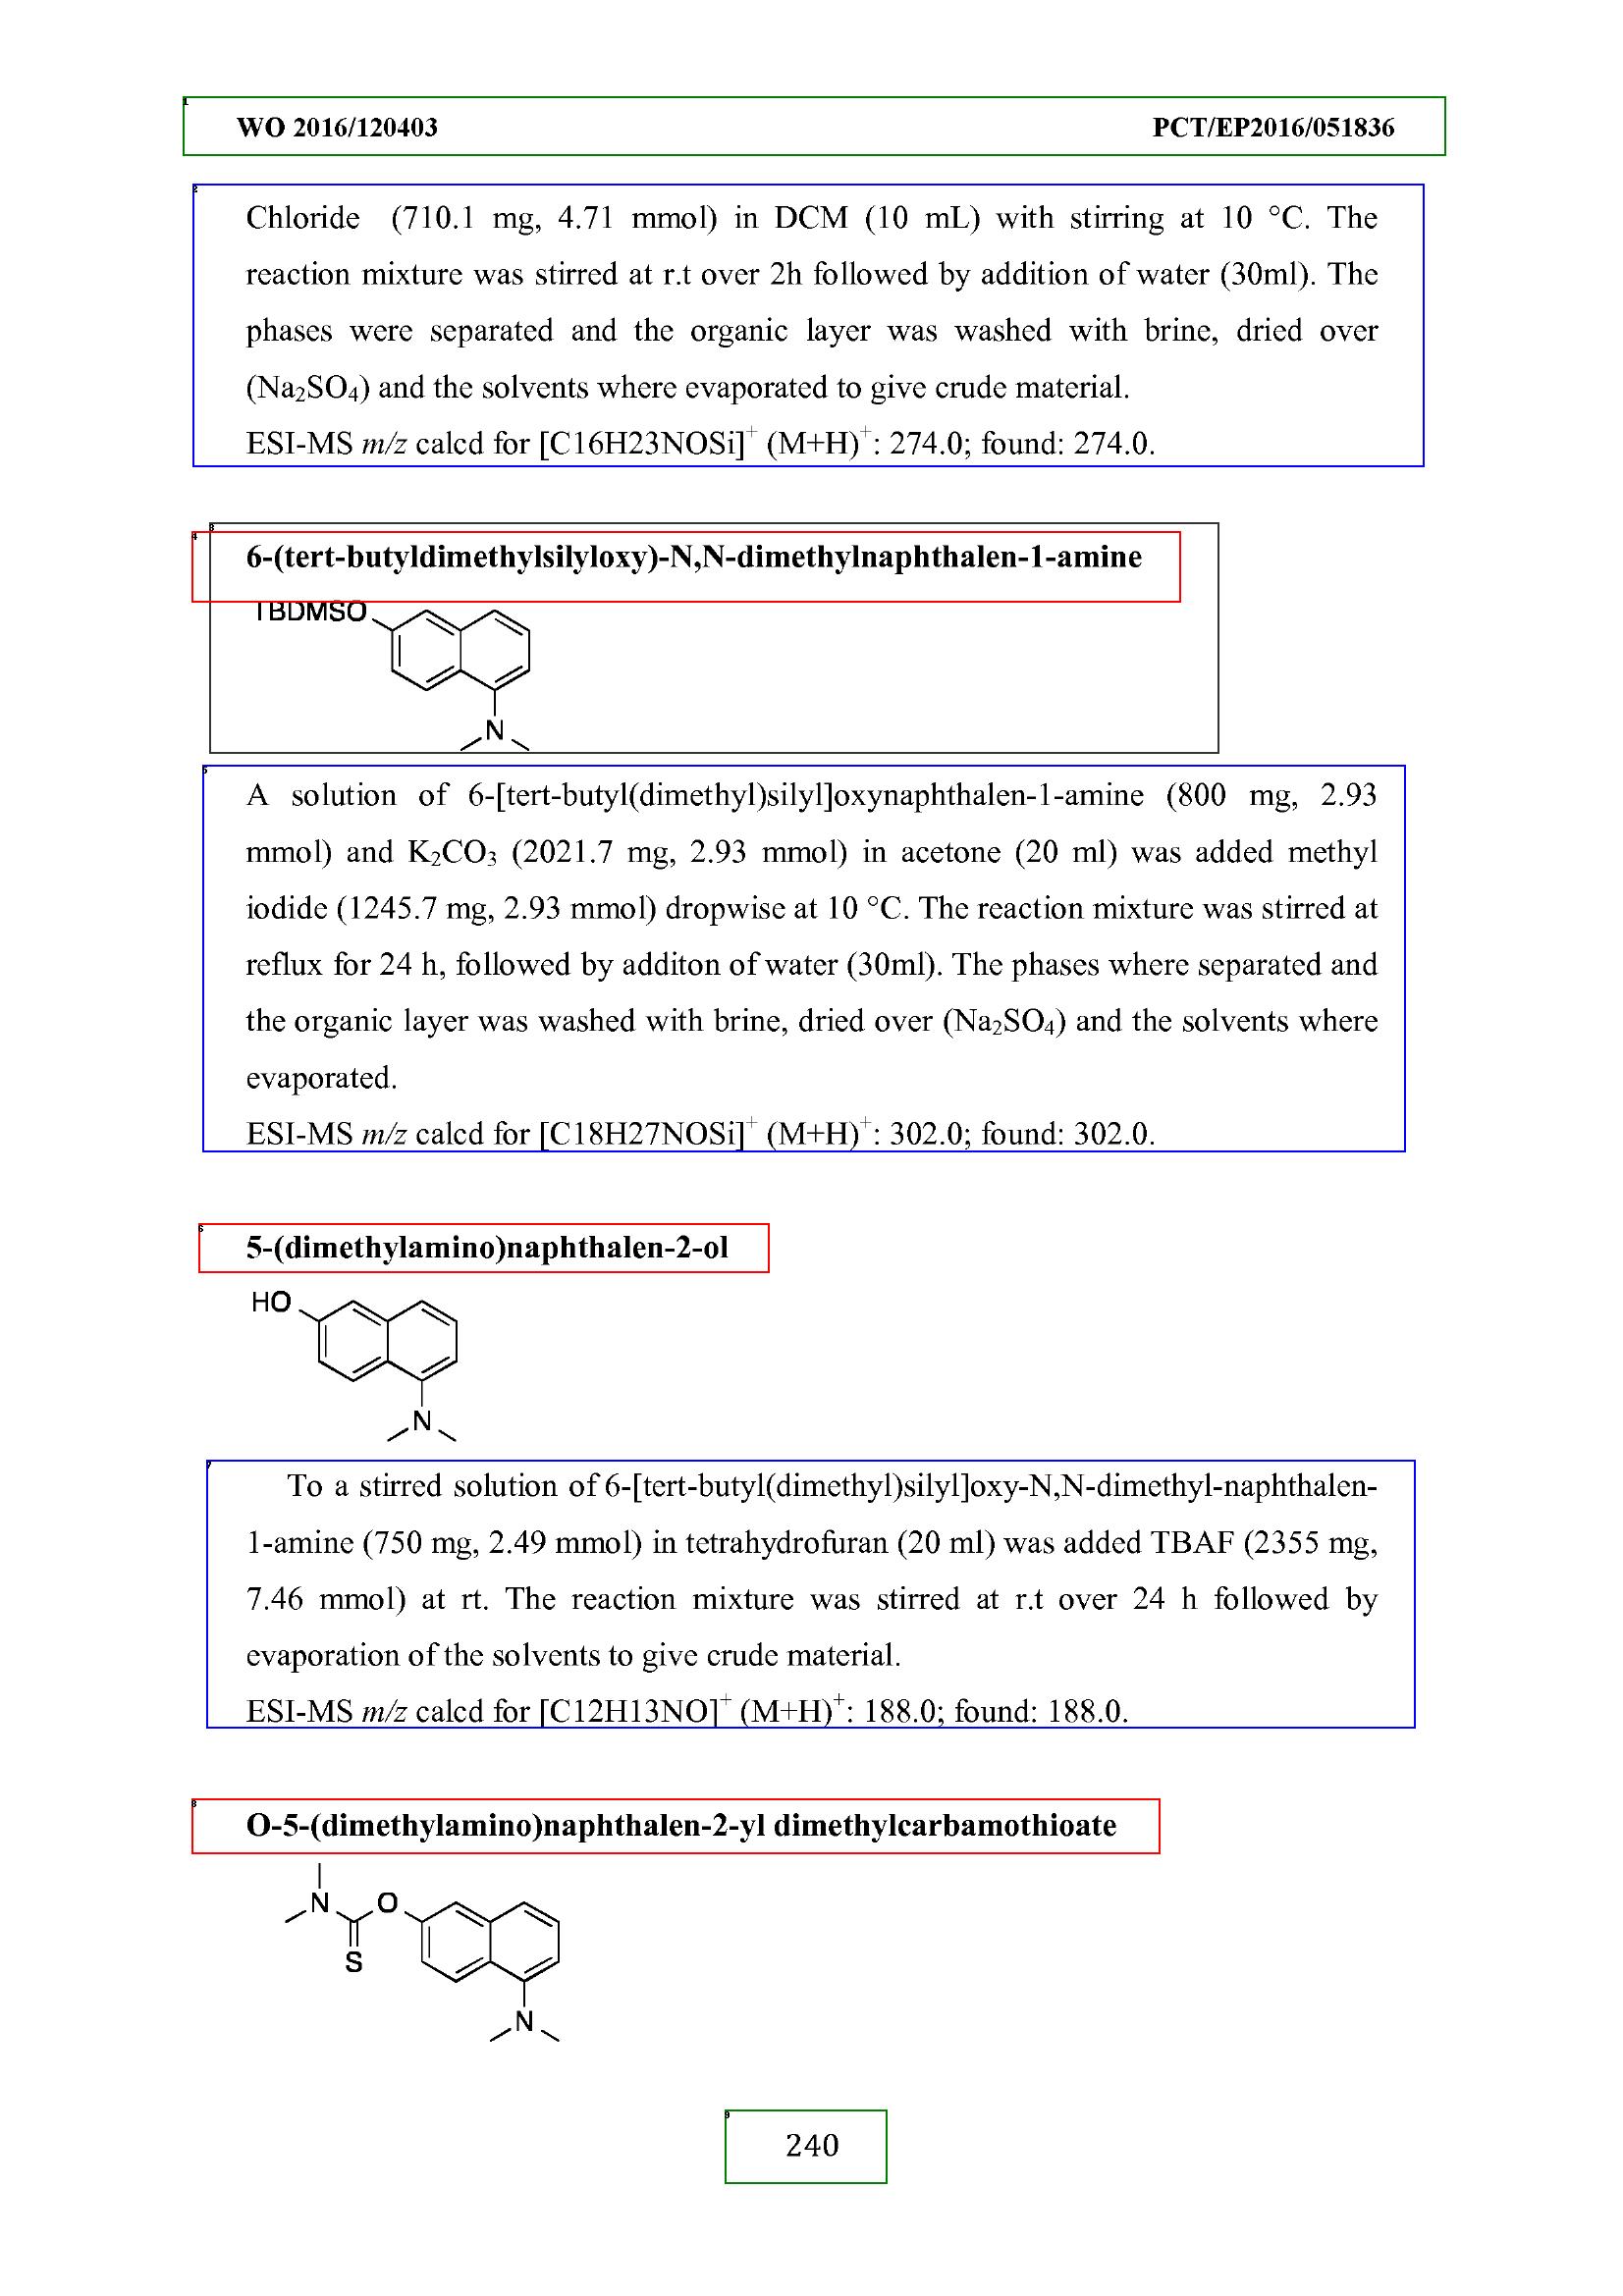 WO 2016/120403 PCT/EP2016/051836
Chloride (710.1 mg, 4.71 mmol) in DCM (10 mL) with stirring at 10 °C. The
reaction mixture was stirred at r.t over 2h followed by addition of water (30ml). The
phases were separated and the organic layer was washed with brine, dried over
(Na₂SO₄) and the solvents where evaporated to give crude material.
ESI-MS m/z calcd for [C16H23NOSi]⁺ (M+H)⁺: 274.0; found: 274.0.
6-(tert-butyldimethylsilyloxy)-N,N-dimethylnaphthalen-1-amine
TBDMSO
N
A solution of 6-[tert-butyl(dimethyl)silyl]oxynaphthalen-1-amine (800 mg, 2.93
mmol) and K₂CO₃ (2021.7 mg, 2.93 mmol) in acetone (20 ml) was added methyl
iodide (1245.7 mg, 2.93 mmol) dropwise at 10 °C. The reaction mixture was stirred at
reflux for 24 h, followed by additon of water (30ml). The phases where separated and
the organic layer was washed with brine, dried over (Na₂SO₄) and the solvents where
evaporated.
ESI-MS m/z calcd for [C18H27NOSi]⁺ (M+H)⁺: 302.0; found: 302.0.
5-(dimethylamino)naphthalen-2-ol
HO
N
To a stirred solution of 6-[tert-butyl(dimethyl)silyl]oxy-N,N-dimethyl-naphthalen-
1-amine (750 mg, 2.49 mmol) in tetrahydrofuran (20 ml) was added TBAF (2355 mg,
7.46 mmol) at rt. The reaction mixture was stirred at r.t over 24 h followed by
evaporation of the solvents to give crude material.
ESI-MS m/z calcd for [C12H13NO]⁺ (M+H)⁺: 188.0; found: 188.0.
O-5-(dimethylamino)naphthalen-2-yl dimethylcarbamothioate
N O
S
N
240